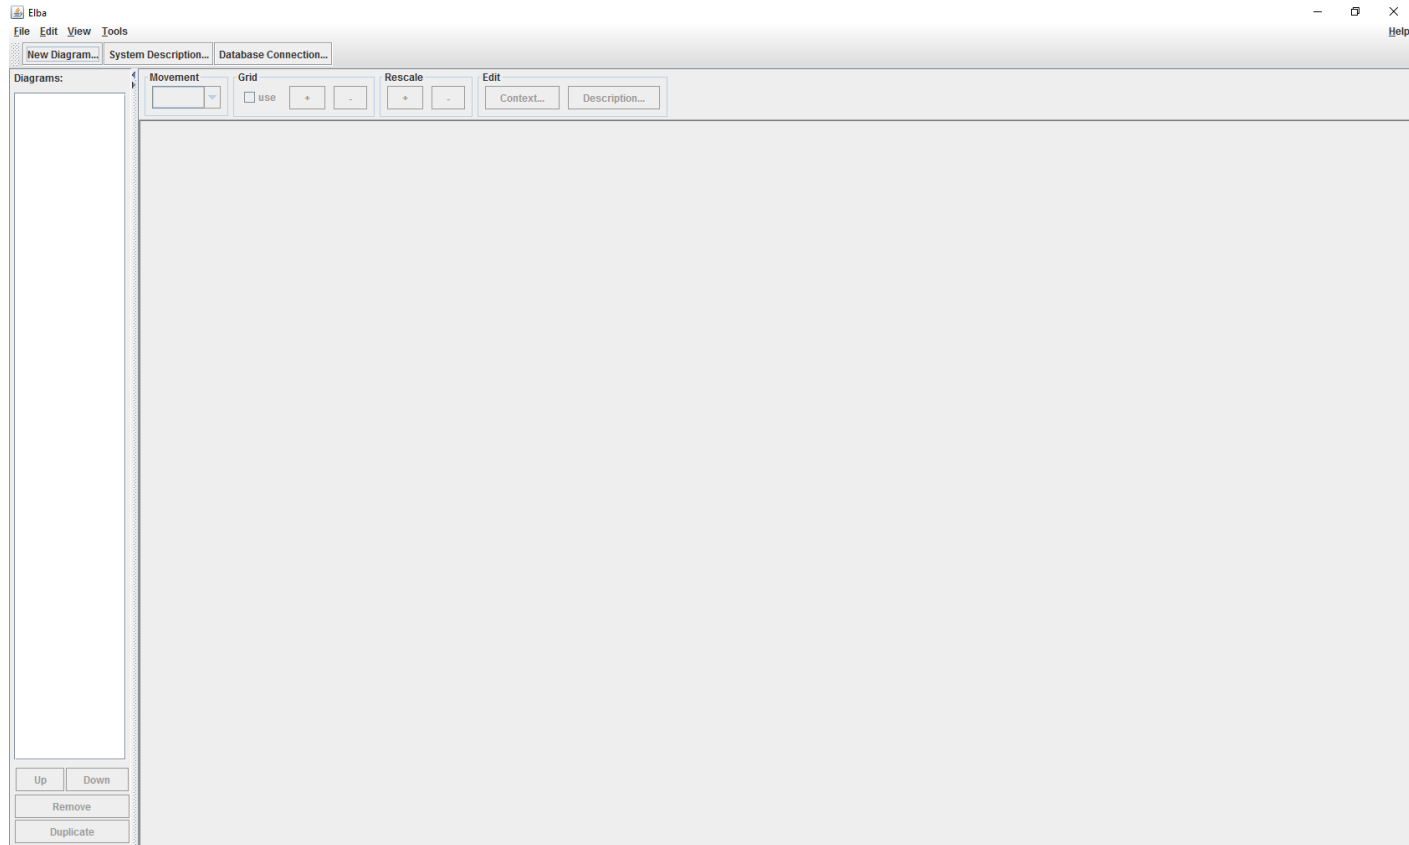 Elba
File Edit View Tools Help
New Diagram... System Description... Database Connection...
Diagrams: Movement Grid Rescale Edit
use + - + - Context... Description...
Up Down
Remove
Duplicate